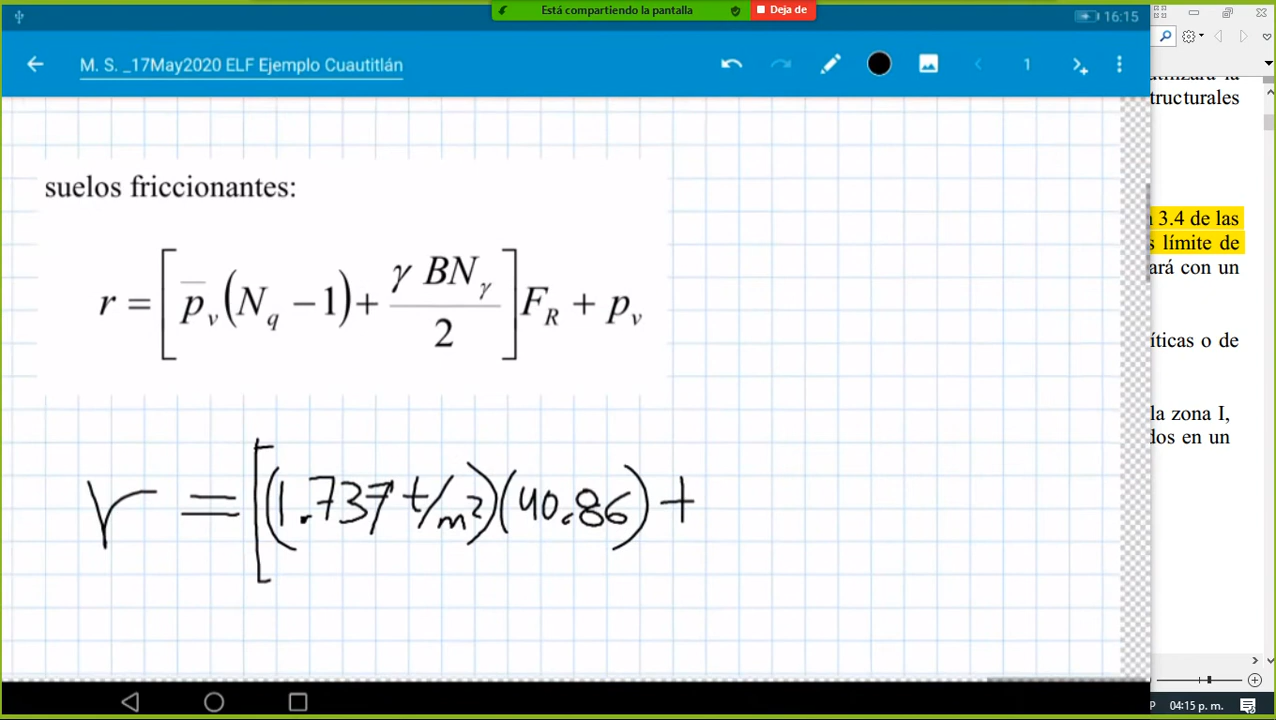 Está compartiendo la pantalla
Deja de
16:15
M. S. _17May2020 ELF Ejemplo Cuautitlán
1
tructurales
suelos friccionantes:
r = [ p̅v (Nq − 1) + γ BNγ / 2 ] FR + pv
3.4 de las
s límite de
ará con un
íticas o de
la zona I,
dos en un
r = [(1.737 t/m2)(40.86) +
P 04:15 p. m.